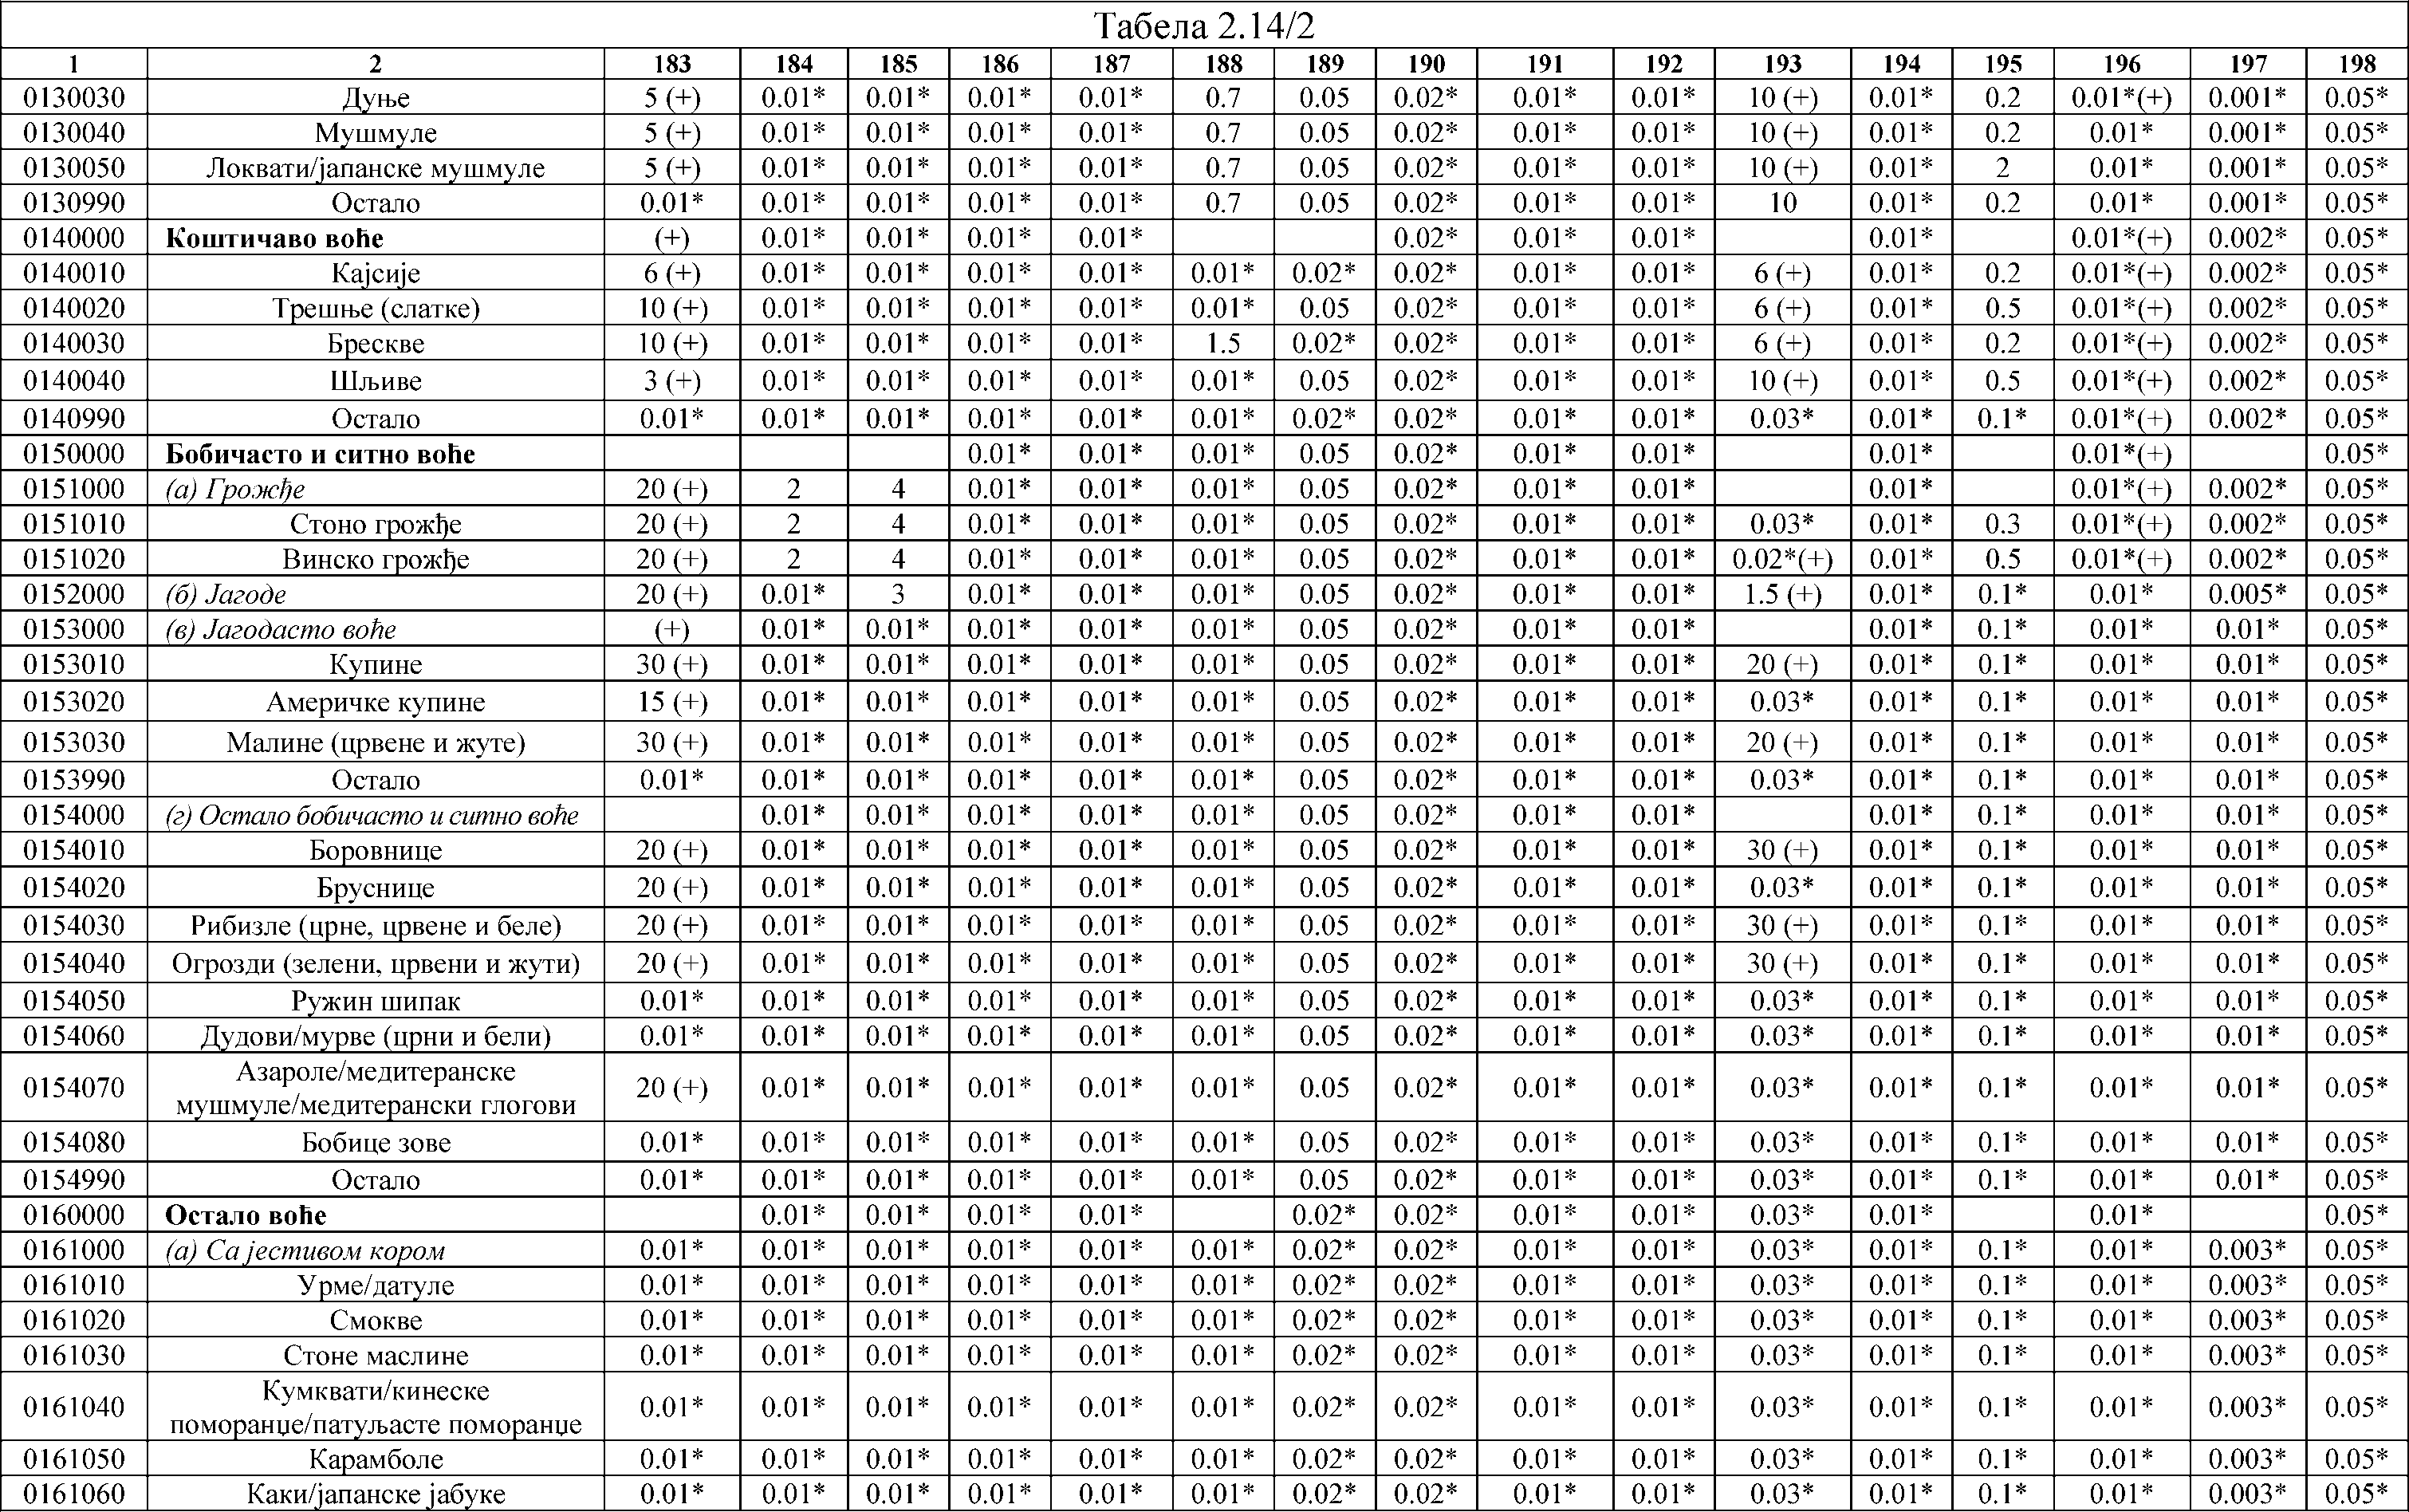 Табела 2.14/2
1 2 183 184 185 186 187 188 189 190 191 192 193 194 195 196 197 198
0130030 Дуње 5 (+) 0.01* 0.01* 0.01* 0.01* 0.7 0.05 0.02* 0.01* 0.01* 10 (+) 0.01* 0.2 0.01*(+) 0.001* 0.05*
0130040 Мушмуле 5 (+) 0.01* 0.01* 0.01* 0.01* 0.7 0.05 0.02* 0.01* 0.01* 10 (+) 0.01* 0.2 0.01* 0.001* 0.05*
0130050 Локвати/јапанске мушмуле 5 (+) 0.01* 0.01* 0.01* 0.01* 0.7 0.05 0.02* 0.01* 0.01* 10 (+) 0.01* 2 0.01* 0.001* 0.05*
0130990 Остало 0.01* 0.01* 0.01* 0.01* 0.01* 0.7 0.05 0.02* 0.01* 0.01* 10 0.01* 0.2 0.01* 0.001* 0.05*
0140000 Коштичаво воће (+) 0.01* 0.01* 0.01* 0.01* 0.02* 0.01* 0.01* 0.01* 0.01*(+) 0.002* 0.05*
0140010 Кајсије 6 (+) 0.01* 0.01* 0.01* 0.01* 0.01* 0.02* 0.02* 0.01* 0.01* 6 (+) 0.01* 0.2 0.01*(+) 0.002* 0.05*
0140020 Трешње (слатке) 10 (+) 0.01* 0.01* 0.01* 0.01* 0.01* 0.05 0.02* 0.01* 0.01* 6 (+) 0.01* 0.5 0.01*(+) 0.002* 0.05*
0140030 Брескве 10 (+) 0.01* 0.01* 0.01* 0.01* 1.5 0.02* 0.02* 0.01* 0.01* 6 (+) 0.01* 0.2 0.01*(+) 0.002* 0.05*
0140040 Шљиве 3 (+) 0.01* 0.01* 0.01* 0.01* 0.01* 0.05 0.02* 0.01* 0.01* 10 (+) 0.01* 0.5 0.01*(+) 0.002* 0.05*
0140990 Остало 0.01* 0.01* 0.01* 0.01* 0.01* 0.01* 0.02* 0.02* 0.01* 0.01* 0.03* 0.01* 0.1* 0.01*(+) 0.002* 0.05*
0150000 Бобичасто и ситно воће 0.01* 0.01* 0.01* 0.05 0.02* 0.01* 0.01* 0.01* 0.01*(+) 0.05*
0151000 (а) Грожђе 20 (+) 2 4 0.01* 0.01* 0.01* 0.05 0.02* 0.01* 0.01* 0.01* 0.01*(+) 0.002* 0.05*
0151010 Стоно грожђе 20 (+) 2 4 0.01* 0.01* 0.01* 0.05 0.02* 0.01* 0.01* 0.03* 0.01* 0.3 0.01*(+) 0.002* 0.05*
0151020 Винско грожђе 20 (+) 2 4 0.01* 0.01* 0.01* 0.05 0.02* 0.01* 0.01* 0.02*(+) 0.01* 0.5 0.01*(+) 0.002* 0.05*
0152000 (б) Јагоде 20 (+) 0.01* 3 0.01* 0.01* 0.01* 0.05 0.02* 0.01* 0.01* 1.5 (+) 0.01* 0.1* 0.01* 0.005* 0.05*
0153000 (в) Јагодасто воће (+) 0.01* 0.01* 0.01* 0.01* 0.01* 0.05 0.02* 0.01* 0.01* 0.01* 0.1* 0.01* 0.01* 0.05*
0153010 Купине 30 (+) 0.01* 0.01* 0.01* 0.01* 0.01* 0.05 0.02* 0.01* 0.01* 20 (+) 0.01* 0.1* 0.01* 0.01* 0.05*
0153020 Америчке купине 15 (+) 0.01* 0.01* 0.01* 0.01* 0.01* 0.05 0.02* 0.01* 0.01* 0.03* 0.01* 0.1* 0.01* 0.01* 0.05*
0153030 Малине (црвене и жуте) 30 (+) 0.01* 0.01* 0.01* 0.01* 0.01* 0.05 0.02* 0.01* 0.01* 20 (+) 0.01* 0.1* 0.01* 0.01* 0.05*
0153990 Остало 0.01* 0.01* 0.01* 0.01* 0.01* 0.01* 0.05 0.02* 0.01* 0.01* 0.03* 0.01* 0.1* 0.01* 0.01* 0.05*
0154000 (г) Остало бобичасто и ситно воће 0.01* 0.01* 0.01* 0.01* 0.01* 0.05 0.02* 0.01* 0.01* 0.01* 0.1* 0.01* 0.01* 0.05*
0154010 Боровнице 20 (+) 0.01* 0.01* 0.01* 0.01* 0.01* 0.05 0.02* 0.01* 0.01* 30 (+) 0.01* 0.1* 0.01* 0.01* 0.05*
0154020 Бруснице 20 (+) 0.01* 0.01* 0.01* 0.01* 0.01* 0.05 0.02* 0.01* 0.01* 0.03* 0.01* 0.1* 0.01* 0.01* 0.05*
0154030 Рибизле (црне, црвене и беле) 20 (+) 0.01* 0.01* 0.01* 0.01* 0.01* 0.05 0.02* 0.01* 0.01* 30 (+) 0.01* 0.1* 0.01* 0.01* 0.05*
0154040 Огрозди (зелени, црвени и жути) 20 (+) 0.01* 0.01* 0.01* 0.01* 0.01* 0.05 0.02* 0.01* 0.01* 30 (+) 0.01* 0.1* 0.01* 0.01* 0.05*
0154050 Ружин шипак 0.01* 0.01* 0.01* 0.01* 0.01* 0.01* 0.05 0.02* 0.01* 0.01* 0.03* 0.01* 0.1* 0.01* 0.01* 0.05*
0154060 Дудови/мурве (црни и бели) 0.01* 0.01* 0.01* 0.01* 0.01* 0.01* 0.05 0.02* 0.01* 0.01* 0.03* 0.01* 0.1* 0.01* 0.01* 0.05*
Азароле/медитеранске
0154070 мушмуле/медитерански глогови 20 (+) 0.01* 0.01* 0.01* 0.01* 0.01* 0.05 0.02* 0.01* 0.01* 0.03* 0.01* 0.1* 0.01* 0.01* 0.05*
0154080 Бобице зове 0.01* 0.01* 0.01* 0.01* 0.01* 0.01* 0.05 0.02* 0.01* 0.01* 0.03* 0.01* 0.1* 0.01* 0.01* 0.05*
0154990 Остало 0.01* 0.01* 0.01* 0.01* 0.01* 0.01* 0.05 0.02* 0.01* 0.01* 0.03* 0.01* 0.1* 0.01* 0.01* 0.05*
0160000 Остало воће 0.01* 0.01* 0.01* 0.01* 0.02* 0.02* 0.01* 0.01* 0.03* 0.01* 0.01* 0.05*
0161000 (а) Са јестивом кором 0.01* 0.01* 0.01* 0.01* 0.01* 0.01* 0.02* 0.02* 0.01* 0.01* 0.03* 0.01* 0.1* 0.01* 0.003* 0.05*
0161010 Урме/датуле 0.01* 0.01* 0.01* 0.01* 0.01* 0.01* 0.02* 0.02* 0.01* 0.01* 0.03* 0.01* 0.1* 0.01* 0.003* 0.05*
0161020 Смокве 0.01* 0.01* 0.01* 0.01* 0.01* 0.01* 0.02* 0.02* 0.01* 0.01* 0.03* 0.01* 0.1* 0.01* 0.003* 0.05*
0161030 Стоне маслине 0.01* 0.01* 0.01* 0.01* 0.01* 0.01* 0.02* 0.02* 0.01* 0.01* 0.03* 0.01* 0.1* 0.01* 0.003* 0.05*
Кумквати/кинеске
0161040 поморанџе/патуљасте поморанџе 0.01* 0.01* 0.01* 0.01* 0.01* 0.01* 0.02* 0.02* 0.01* 0.01* 0.03* 0.01* 0.1* 0.01* 0.003* 0.05*
0161050 Карамболе 0.01* 0.01* 0.01* 0.01* 0.01* 0.01* 0.02* 0.02* 0.01* 0.01* 0.03* 0.01* 0.1* 0.01* 0.003* 0.05*
0161060 Каки/јапанске јабуке 0.01* 0.01* 0.01* 0.01* 0.01* 0.01* 0.02* 0.02* 0.01* 0.01* 0.03* 0.01* 0.1* 0.01* 0.003* 0.05*